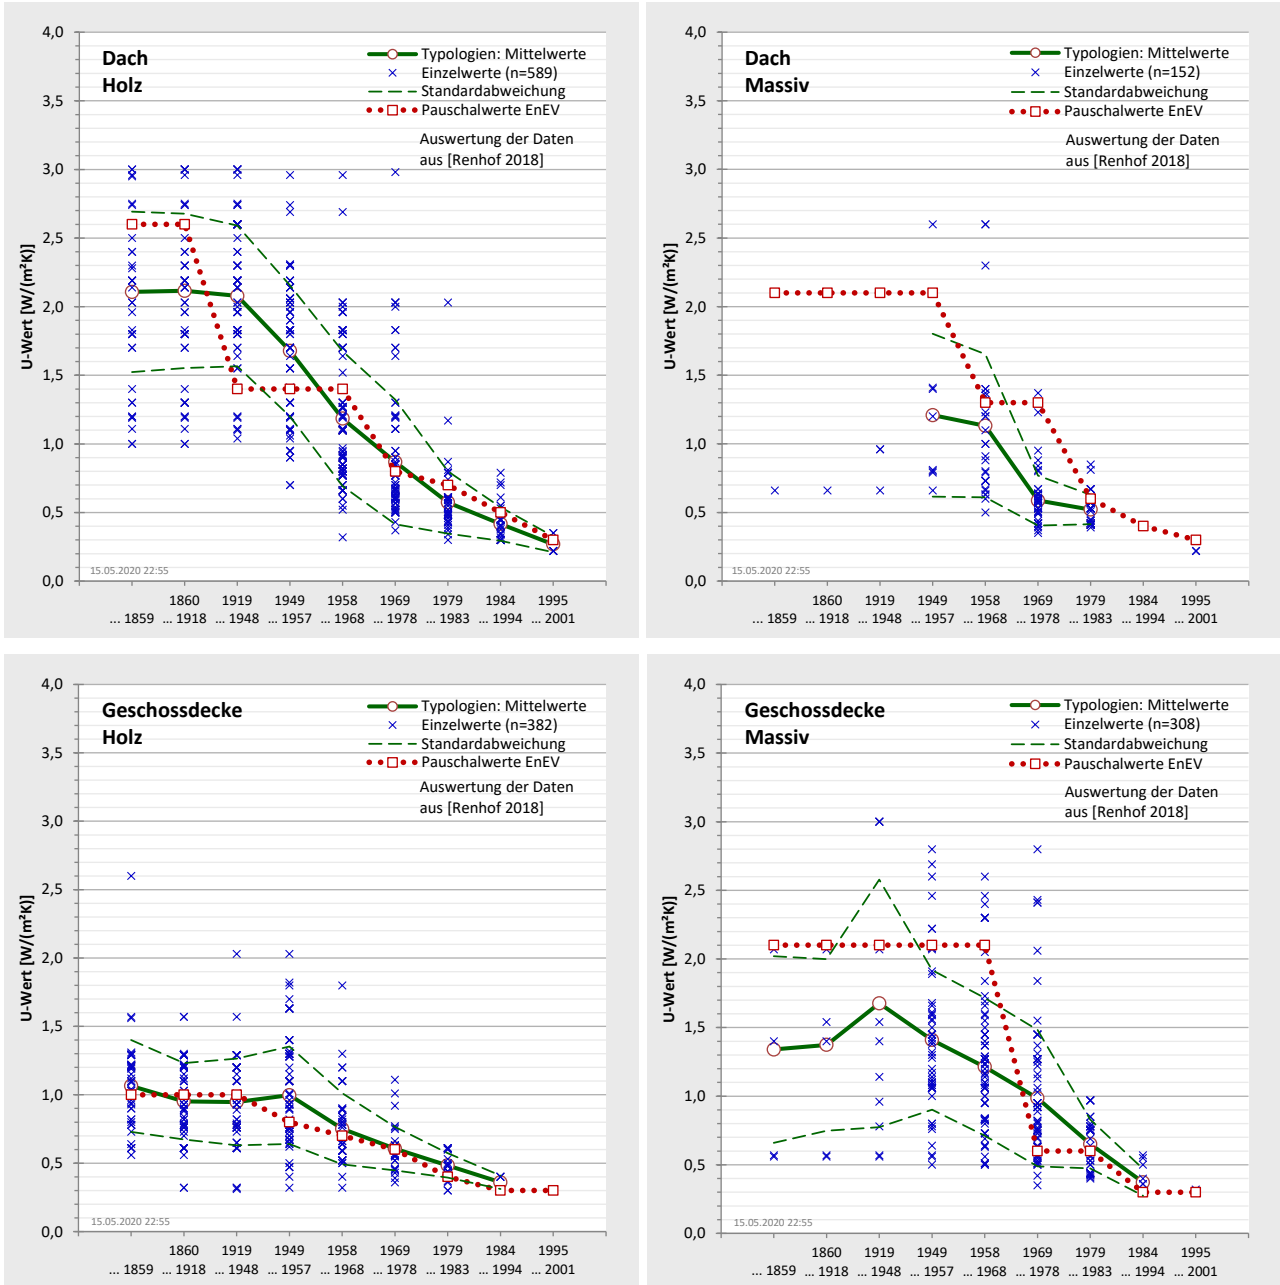 Dach
Holz
Typologien: Mittelwerte
Einzelwerte (n=589)
Standardabweichung
Pauschalwerte EnEV
Auswertung der Daten
aus [Renhof 2018]
U-Wert [W/(m²K)]
4,0
3,5
3,0
2,5
2,0
1,5
1,0
0,5
0,0
15.05.2020 22:55
1860 1919 1949 1958 1969 1979 1984 1995
... 1859 ... 1918 ... 1948 ... 1957 ... 1968 ... 1978 ... 1983 ... 1994 ... 2001
Dach
Massiv
Typologien: Mittelwerte
Einzelwerte (n=152)
Standardabweichung
Pauschalwerte EnEV
Auswertung der Daten
aus [Renhof 2018]
U-Wert [W/(m²K)]
4,0
3,5
3,0
2,5
2,0
1,5
1,0
0,5
0,0
15.05.2020 22:55
1860 1919 1949 1958 1969 1979 1984 1995
... 1859 ... 1918 ... 1948 ... 1957 ... 1968 ... 1978 ... 1983 ... 1994 ... 2001
Geschossdecke
Holz
Typologien: Mittelwerte
Einzelwerte (n=382)
Standardabweichung
Pauschalwerte EnEV
Auswertung der Daten
aus [Renhof 2018]
U-Wert [W/(m²K)]
4,0
3,5
3,0
2,5
2,0
1,5
1,0
0,5
0,0
15.05.2020 22:55
1860 1919 1949 1958 1969 1979 1984 1995
... 1859 ... 1918 ... 1948 ... 1957 ... 1968 ... 1978 ... 1983 ... 1994 ... 2001
Geschossdecke
Massiv
Typologien: Mittelwerte
Einzelwerte (n=308)
Standardabweichung
Pauschalwerte EnEV
Auswertung der Daten
aus [Renhof 2018]
U-Wert [W/(m²K)]
4,0
3,5
3,0
2,5
2,0
1,5
1,0
0,5
0,0
15.05.2020 22:55
1860 1919 1949 1958 1969 1979 1984 1995
... 1859 ... 1918 ... 1948 ... 1957 ... 1968 ... 1978 ... 1983 ... 1994 ... 2001